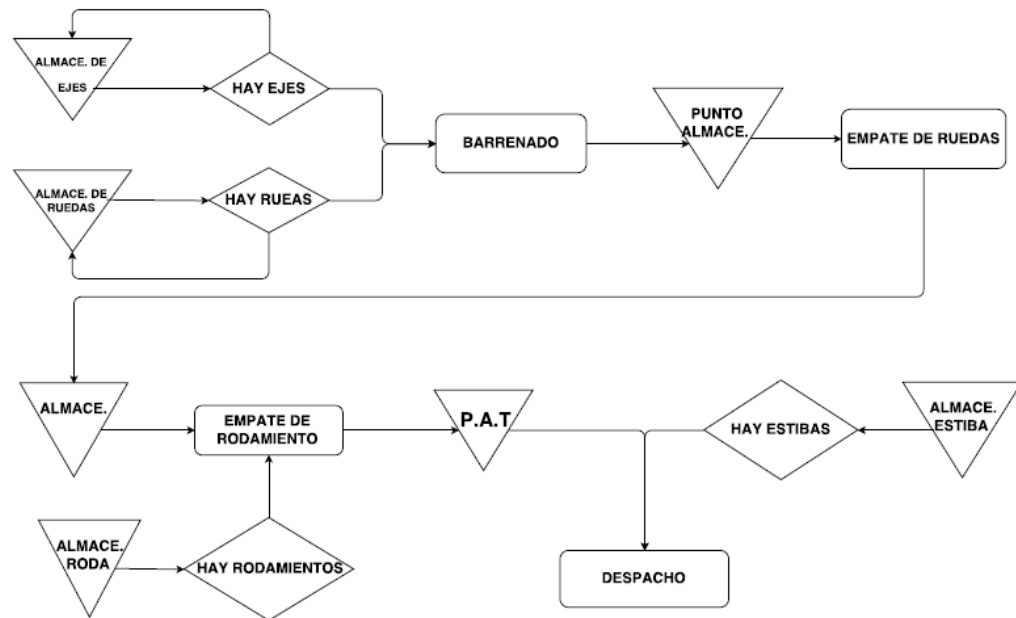 ALMACE. DE
EJES
HAY EJES
BARRENADO
PUNTO
ALMACE.
EMPATE DE RUEDAS
ALMACE. DE
RUEDAS
HAY RUEAS
ALMACE.
EMPATE DE
RODAMIENTO
P.A.T
HAY ESTIBAS
ALMACE.
ESTIBA
ALMACE.
RODA
HAY RODAMIENTOS
DESPACHO